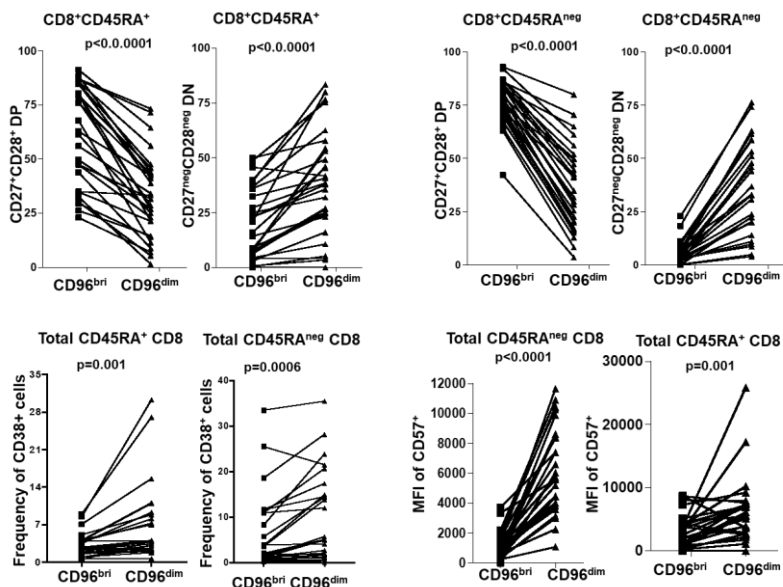 CD8⁺CD45RA⁺
p<0.0.0001
CD27⁺CD28⁺ DP
100
75
50
25
0
CD96ᵇʳⁱ CD96ᵈⁱᵐ
CD8⁺CD45RA⁺
p<0.0.0001
CD27ⁿᵉᵍCD28ⁿᵉᵍ DN
100
75
50
25
0
CD96ᵇʳⁱ CD96ᵈⁱᵐ
CD8⁺CD45RAⁿᵉᵍ
p<0.0001
CD27⁺CD28⁺ DP
100
75
50
25
0
CD96ᵇʳⁱ CD96ᵈⁱᵐ
CD8⁺CD45RAⁿᵉᵍ
p<0.0.0001
CD27ⁿᵉᵍCD28ⁿᵉᵍ DN
100
75
50
25
0
CD96ᵇʳⁱ CD96ᵈⁱᵐ
Total CD45RA⁺ CD8
p=0.001
Frequency of CD38+ cells
35
28
21
14
7
0
CD96ᵇʳⁱ CD96ᵈⁱᵐ
Total CD45RAⁿᵉᵍ CD8
p=0.0006
Frequency of CD38⁺ cells
40
30
20
10
0
CD96ᵇʳⁱ CD96ᵈⁱᵐ
Total CD45RAⁿᵉᵍ CD8
p<0.0001
MFI of CD57⁺
12000
10000
8000
6000
4000
2000
0
CD96ᵇʳⁱ CD96ᵈⁱᵐ
Total CD45RA⁺ CD8
p=0.001
MFI of CD57⁺
30000
20000
10000
0
CD96ᵇʳⁱ CD96ᵈⁱᵐ